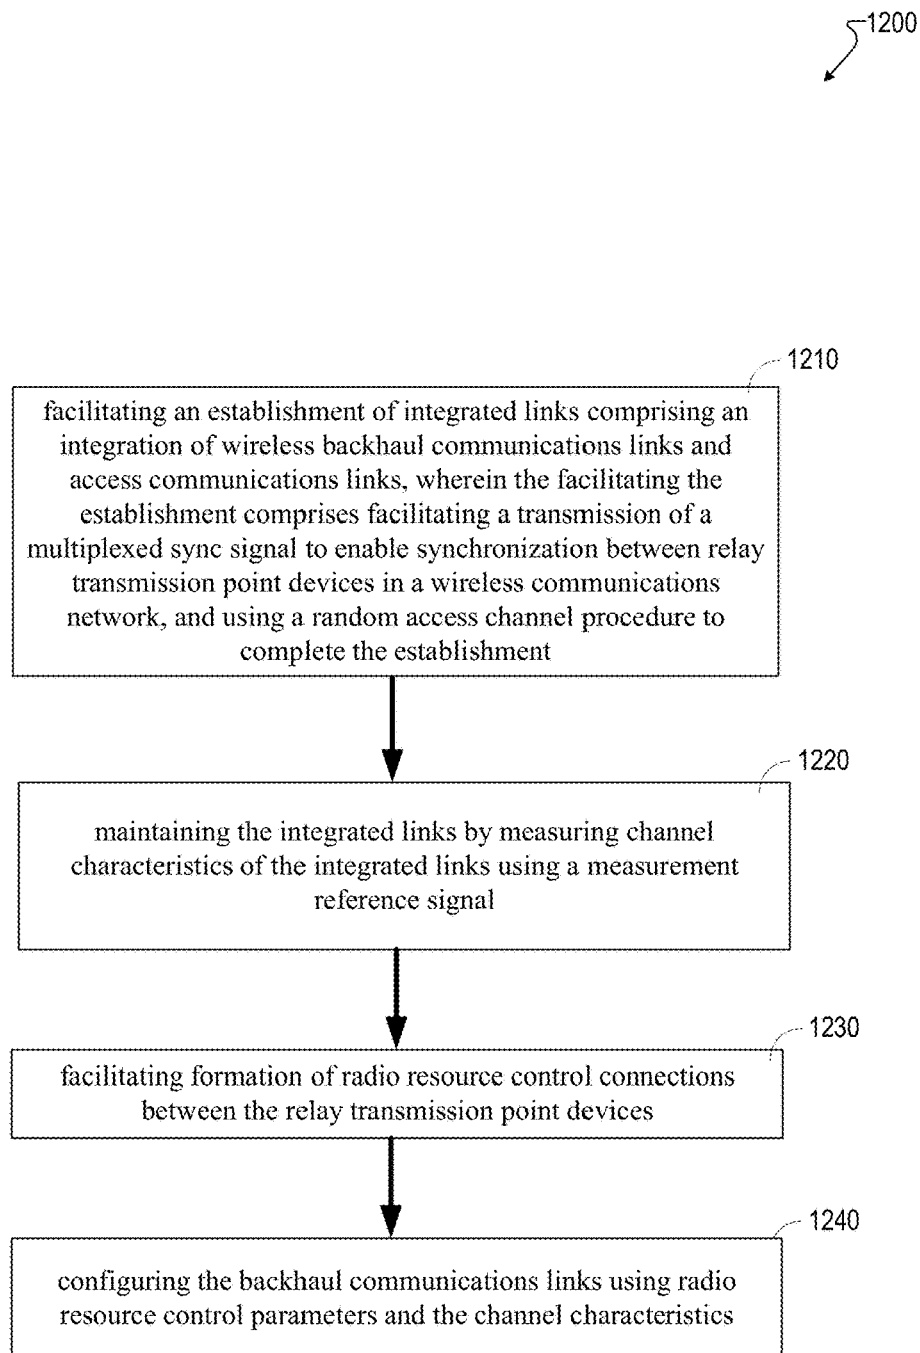 1200
1210
facilitating an establishment of integrated links comprising an
integration of wireless backhaul communications links and
access communications links, wherein the facilitating the
establishment comprises facilitating a transmission of a
multiplexed sync signal to enable synchronization between relay
transmission point devices in a wireless communications
network, and using a random access channel procedure to
complete the establishment
1220
maintaining the integrated links by measuring channel
characteristics of the integrated links using a measurement
reference signal
1230
facilitating formation of radio resource control connections
between the relay transmission point devices
1240
configuring the backhaul communications links using radio
resource control parameters and the channel characteristics